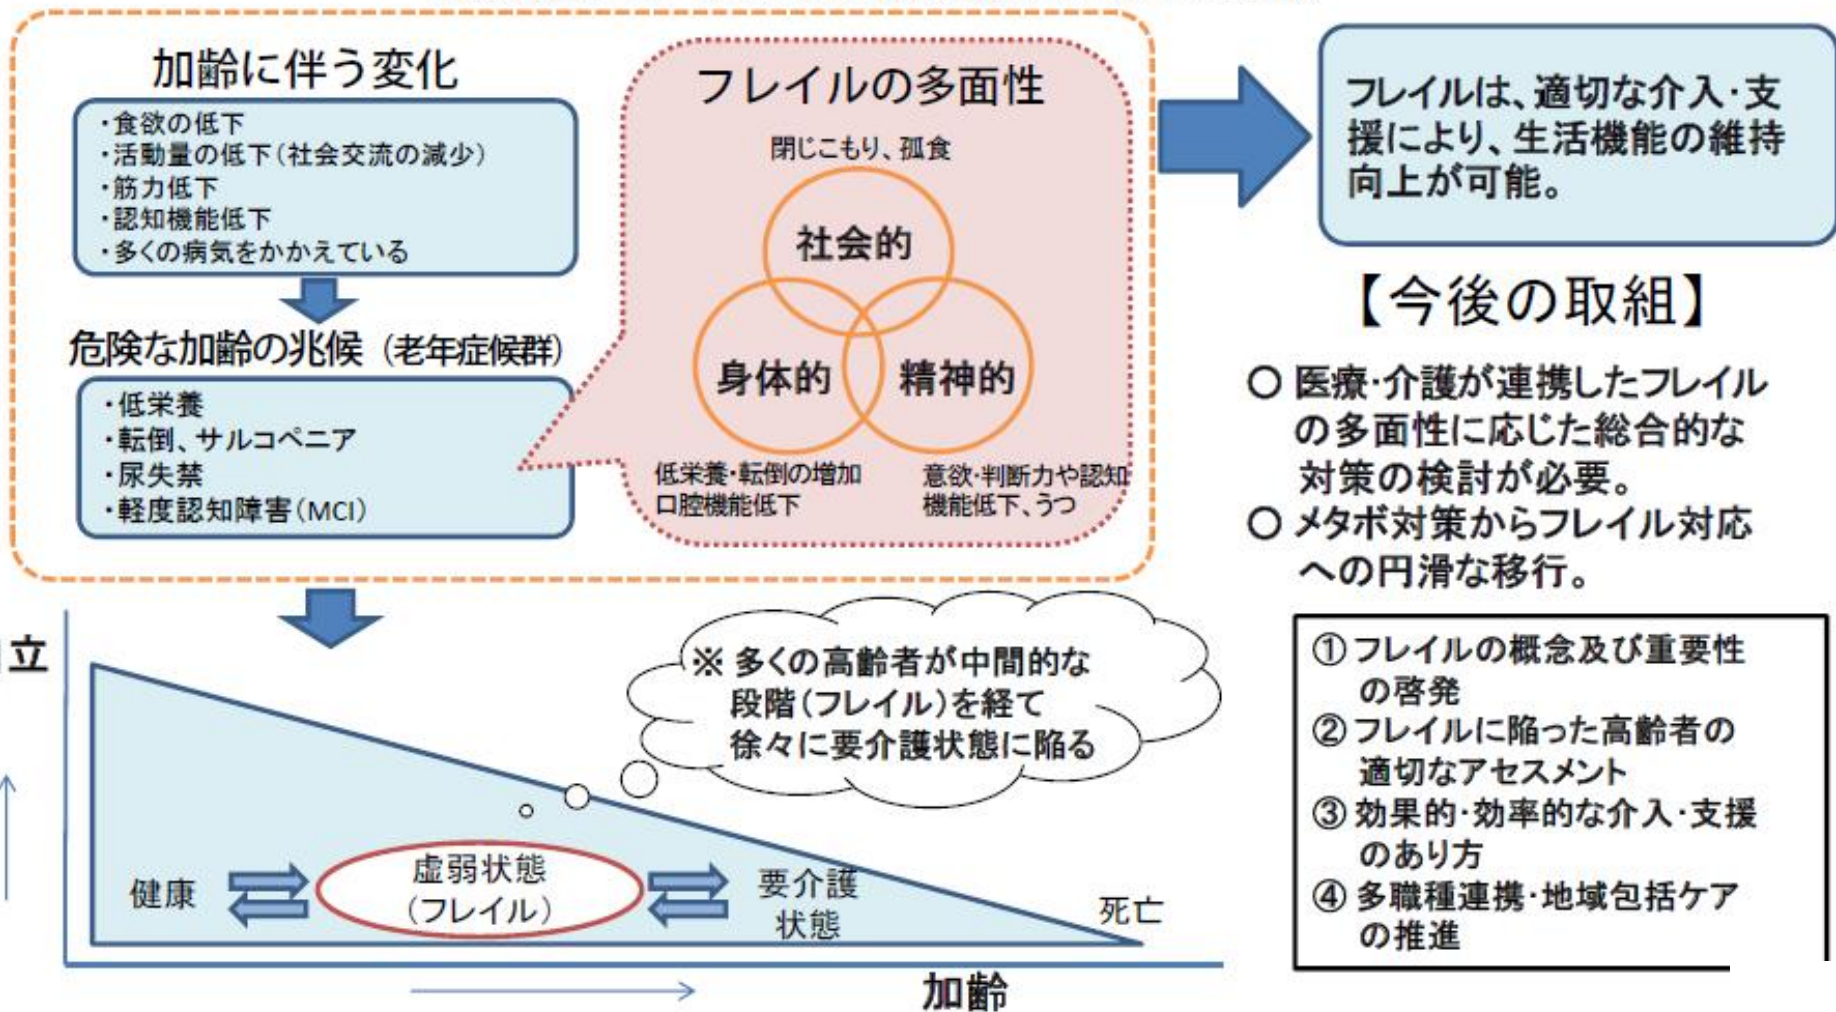 加齢に伴う変化
・食欲の低下
・活動量の低下(社会交流の減少)
・筋力低下
・認知機能低下
・多くの病気をかかえている
危険な加齢の兆候(老年症候群)
・低栄養
・転倒、サルコペニア
・尿失禁
・軽度認知障害(MCI)
フレイルの多面性
閉じこもり、孤食
社会的
身体的
精神的
低栄養・転倒の増加
口腔機能低下
意欲・判断力や認知
機能低下、うつ
フレイルは、適切な介入・支
援により、生活機能の維持
向上が可能。
【今後の取組】
○ 医療・介護が連携したフレイル
の多面性に応じた総合的な
対策の検討が必要。
○ メタボ対策からフレイル対応
への円滑な移行。
① フレイルの概念及び重要性
の啓発
② フレイルに陥った高齢者の
適切なアセスメント
③ 効果的・効率的な介入・支援
のあり方
④ 多職種連携・地域包括ケア
の推進
立
※ 多くの高齢者が中間的な
段階(フレイル)を経て
徐々に要介護状態に陥る
健康
虚弱状態
(フレイル)
要介護
状態
死亡
加齢